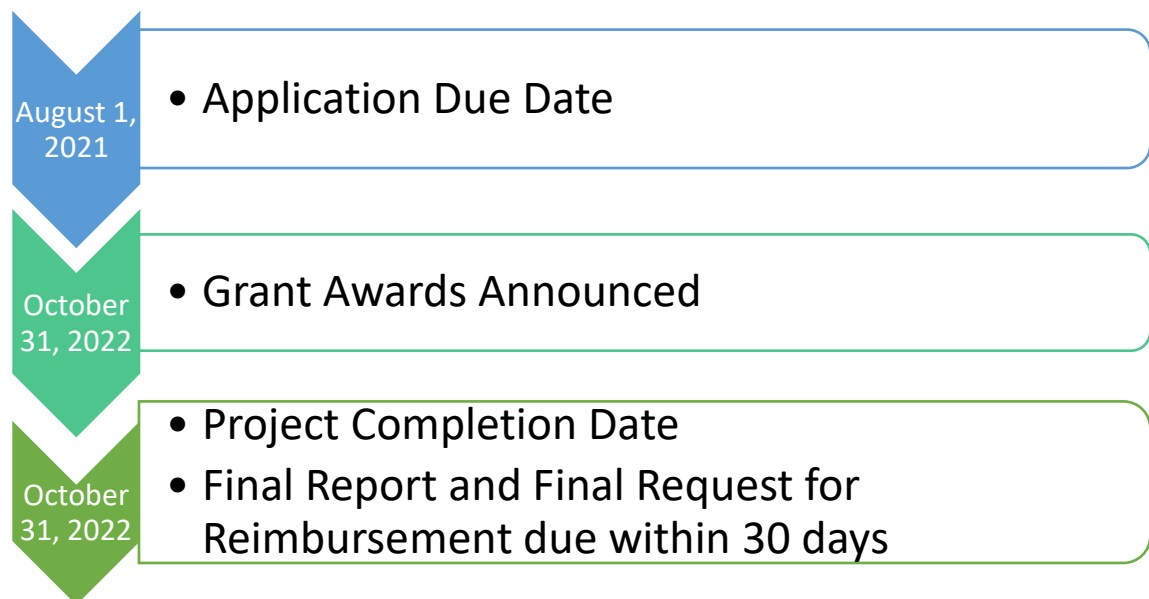 August 1,
2021
• Application Due Date
October
31, 2022
• Grant Awards Announced
October
31, 2022
• Project Completion Date
• Final Report and Final Request for
Reimbursement due within 30 days